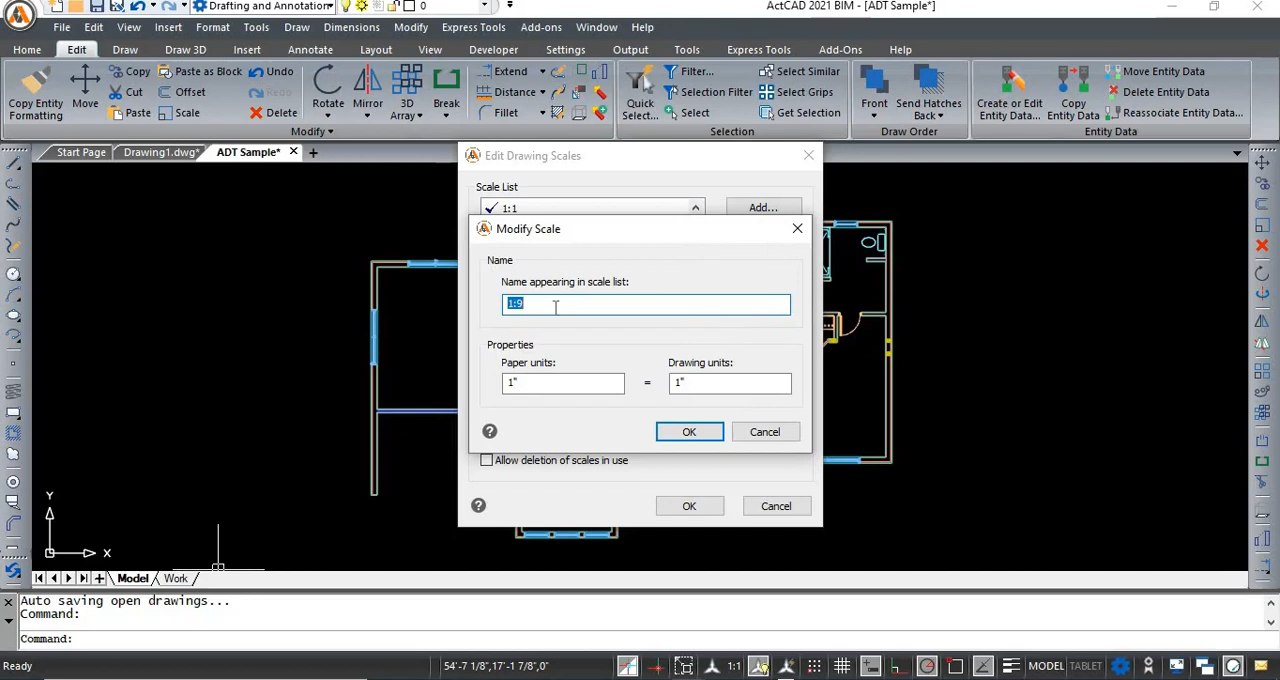 Drafting and Annotation
0
ActCAD 2021 BIM - [ADT Sample*]
File Edit View Insert Format Tools Draw Dimensions Modify Express Tools Add-ons Window Help
Home Edit Draw Draw 3D Insert Annotate Layout View Developer Settings Output Tools Express Tools Add-Ons Help
Copy Entity Formatting
Move
Copy
Cut
Paste
Paste as Block
Offset
Scale
Undo
Redo
Delete
Rotate
Mirror
3D Array
Break
Extend
Distance
Fillet
Modify
Quick Select...
Filter...
Selection Filter
Select
Select Similar
Select Grips
Handle Selection
Selection
Front
Send Hatches Back
Draw Order
Create or Edit Entity Data...
Copy Entity Data
Move Entity Data
Delete Entity Data
Reassociate Entity Data...
Entity Data
Start Page
Drawing1.dwg*
ADT Sample*
Edit Drawing Scales
Scale List
1:1
Add...
Modify Scale
Name
Name appearing in scale list:
1:9
Properties
Paper units:
Drawing units:
1"
=
1"
OK
Cancel
Allow deletion of scales in use
OK
Cancel
Y
X
Model
Work
Auto saving open drawings...
Command:
Command:
Ready
54'-7 1/8",17'-1 7/8",0"
1:1
MODEL
TABLET